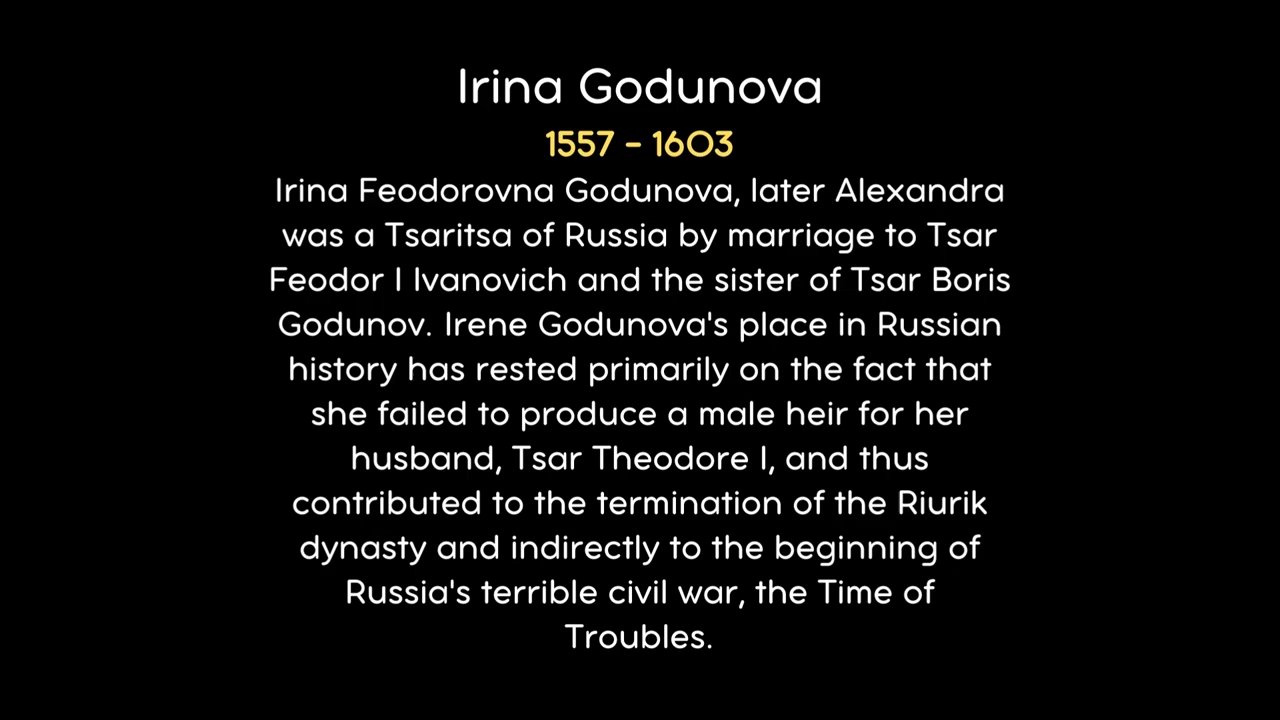 Irina Godunova
1557 - 1603
Irina Feodorovna Godunova, later Alexandra
was a Tsaritsa of Russia by marriage to Tsar
Feodor I Ivanovich and the sister of Tsar Boris
Godunov. Irene Godunova's place in Russian
history has rested primarily on the fact that
she failed to produce a male heir for her
husband, Tsar Theodore I, and thus
contributed to the termination of the Riurik
dynasty and indirectly to the beginning of
Russia's terrible civil war, the Time of
Troubles.